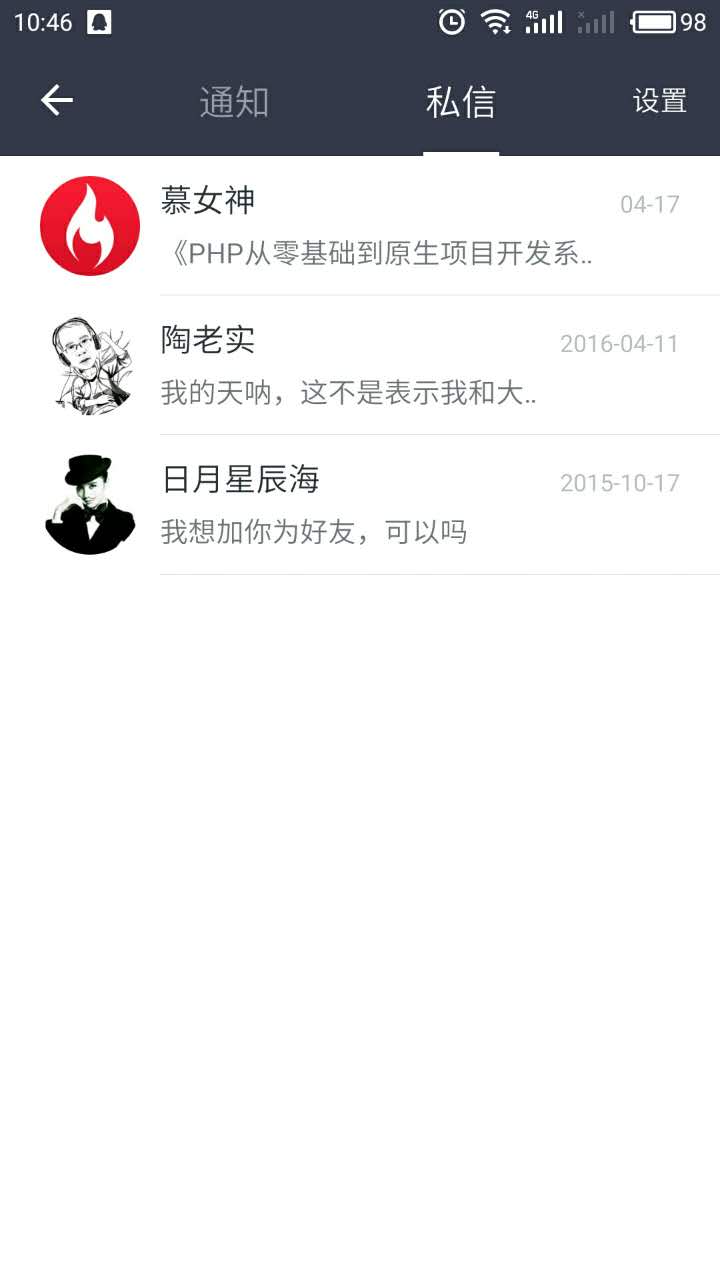 10:46 4G 98
通知 私信 设置
慕女神 04-17
《PHP从零基础到原生项目开发系..
陶老实 2016-04-11
我的天呐，这不是表示我和大..
日月星辰海 2015-10-17
我想加你为好友，可以吗